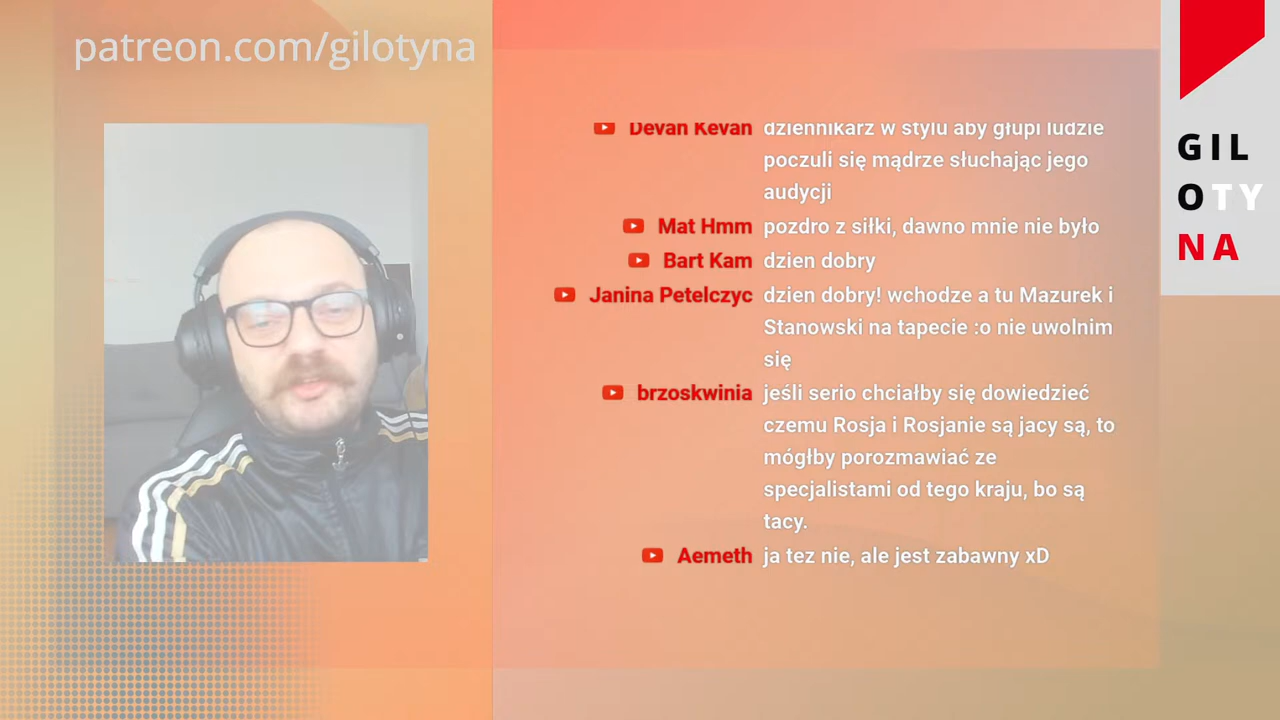 patreon.com/gilotyna
Devan Kevan dziennikarz w stylu aby głupi ludzie
poczuli się mądrze słuchając jego
audycji
Mat Hmm pozdro z siłki, dawno mnie nie było
Bart Kam dzien dobry
Janina Petelczyc dzien dobry! wchodze a tu Mazurek i
Stanowski na tapecie :o nie uwolnim
się
brzoskwinia jeśli serio chciałby się dowiedzieć
czemu Rosja i Rosjanie są jacy są, to
mógłby porozmawiać ze
specjalistami od tego kraju, bo są
tacy.
Aemeth ja tez nie, ale jest zabawny xD
GIL
OTY
NA